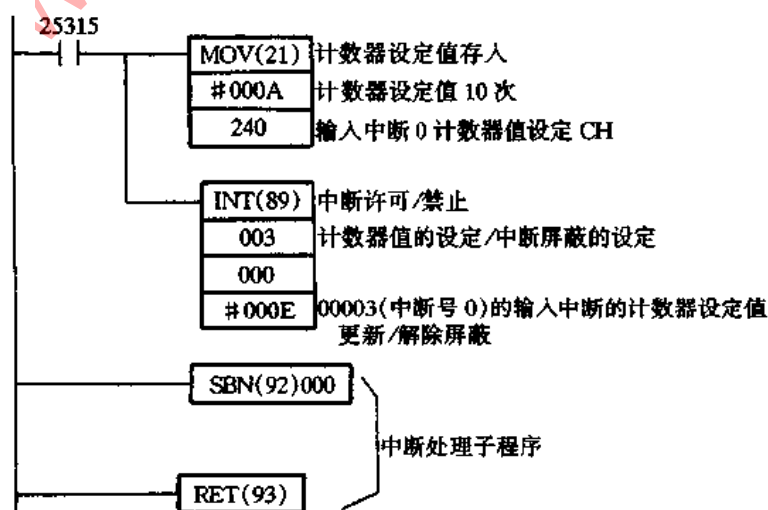 25315
MOV(21) 计数器设定值存入
#000A 计数器设定值10次
240 输入中断0计数器值设定CH
INT(89) 中断许可/禁止
003 计数器值的设定/中断屏蔽的设定
000
#000E 00003(中断号0)的输入中断的计数器设定值
更新/解除屏蔽
SBN(92)000
中断处理子程序
RET(93)